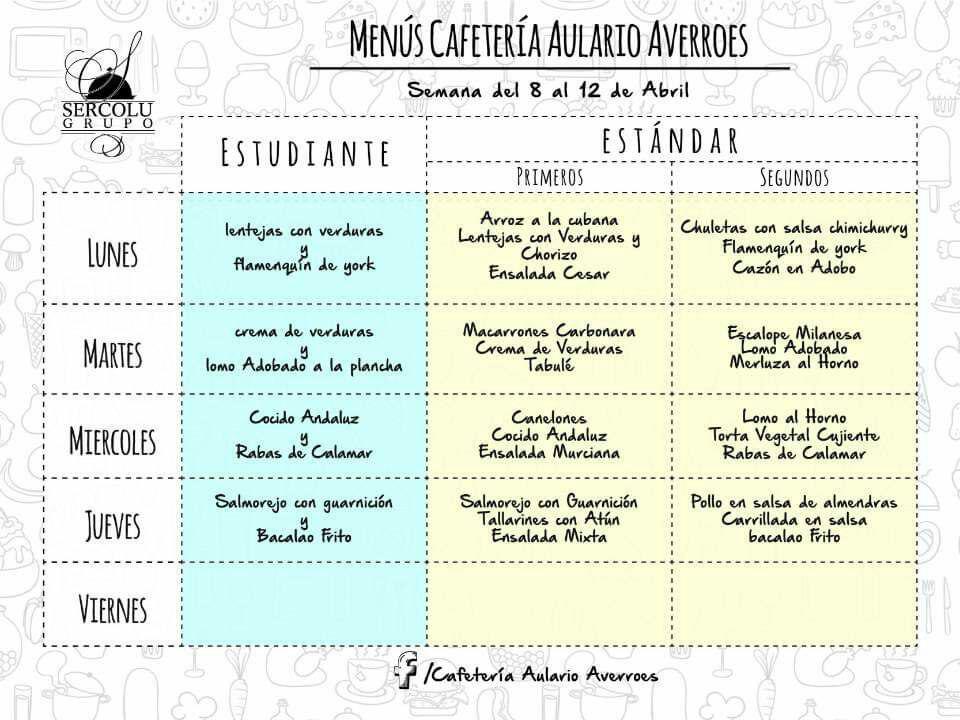 SERCOLU
GRUPO
Menús Cafetería Aulario Averroes
Semana del 8 al 12 de Abril
Estudiante
ESTÁNDAR
Primeros
Segundos
Lunes
lentejas con verduras
y
flamenquín de york
Arroz a la cubana
Lentejas con Verduras y
Chorizo
Ensalada Cesar
Chuletas con salsa chimichurry
Flamenquín de york
Cazón en Adobo
Martes
crema de verduras
y
lomo Adobado a la plancha
Macarrones Carbonara
Crema de Verduras
Tabulé
Escalope Milanesa
Lomo Adobado
Merluza al Horno
Miercoles
Cocido Andaluz
y
Rabas de Calamar
Canelones
Cocido Andaluz
Ensalada Murciana
Lomo al Horno
Torta Vegetal Cujiente
Rabas de Calamar
Jueves
Salmorejo con guarnición
y
Bacalao Frito
Salmorejo con Guarnición
Tallarines con Atún
Ensalada Mixta
Pollo en salsa de almendras
Carrillada en salsa
bacalao Frito
Viernes
f /Cafetería Aulario Averroes